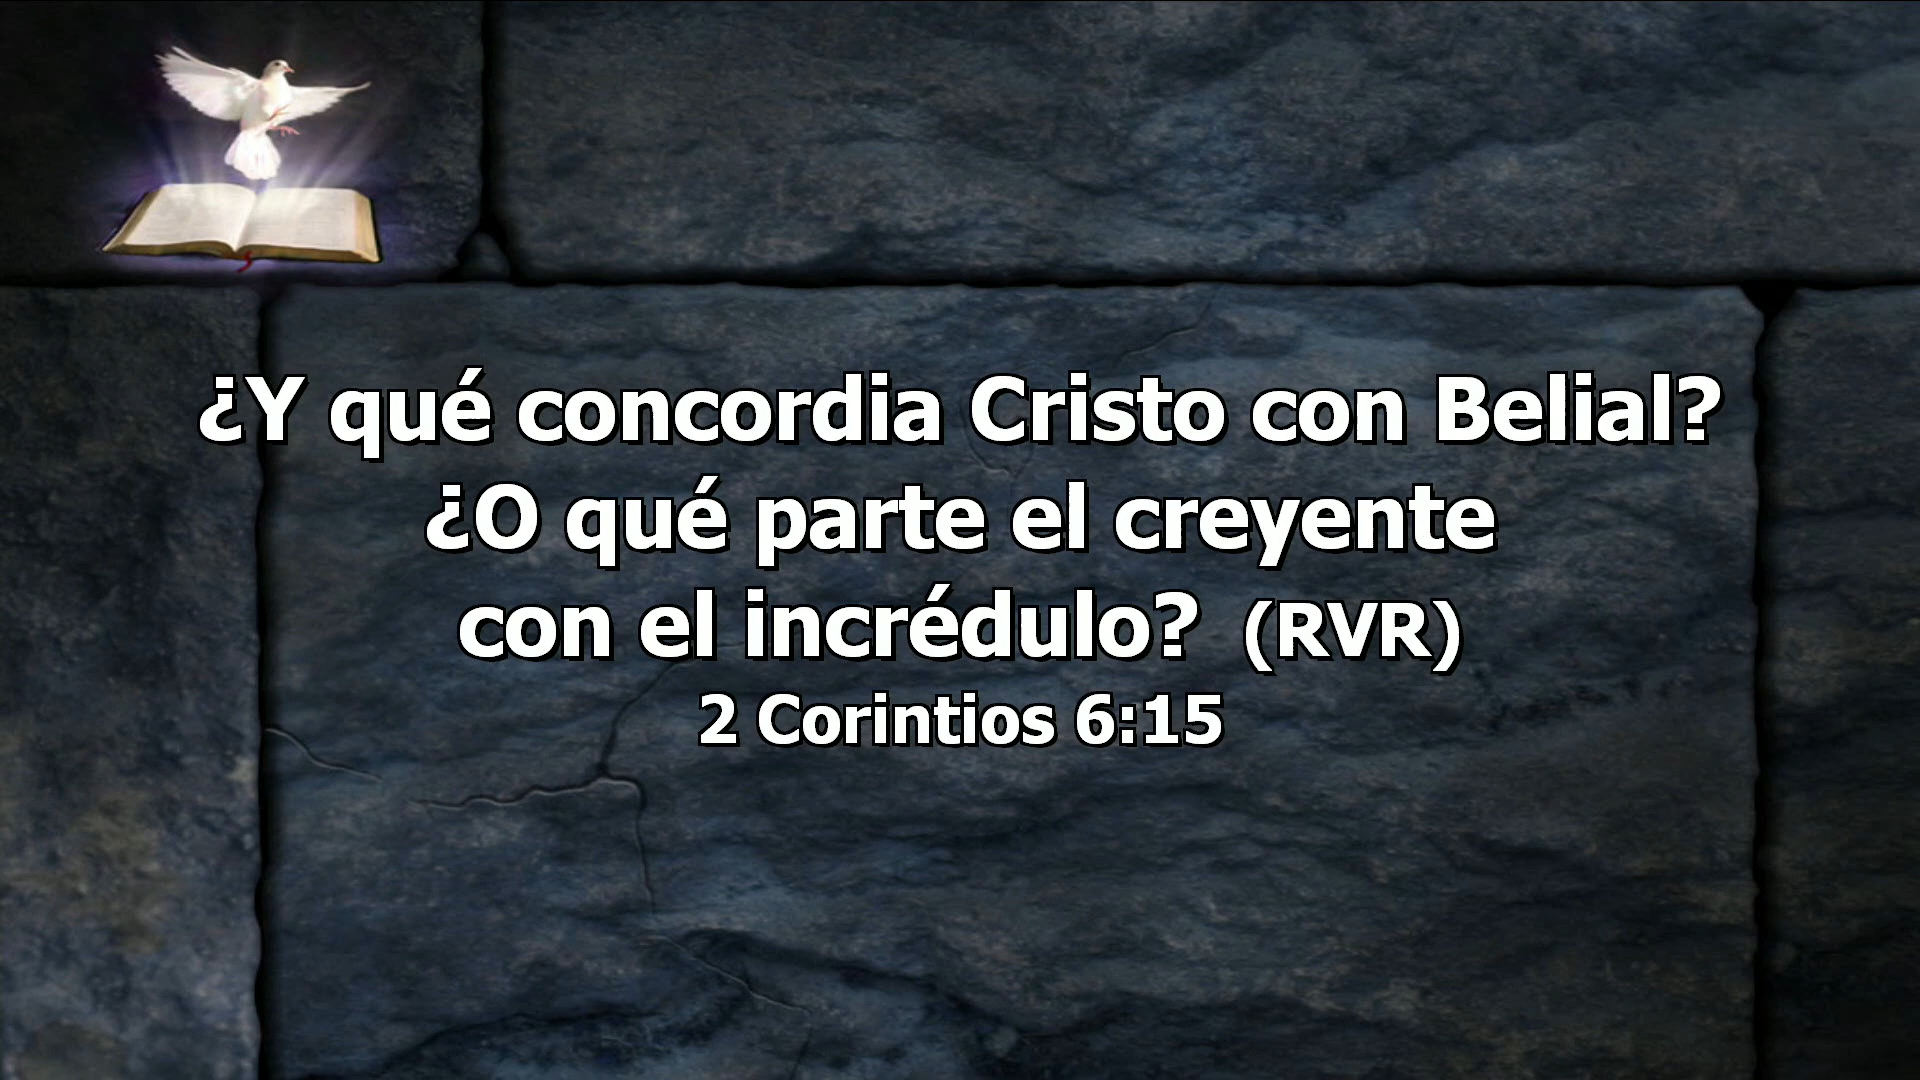 ¿Y qué concordia Cristo con Belial?
¿O qué parte el creyente
con el incrédulo? (RVR)
2 Corintios 6:15